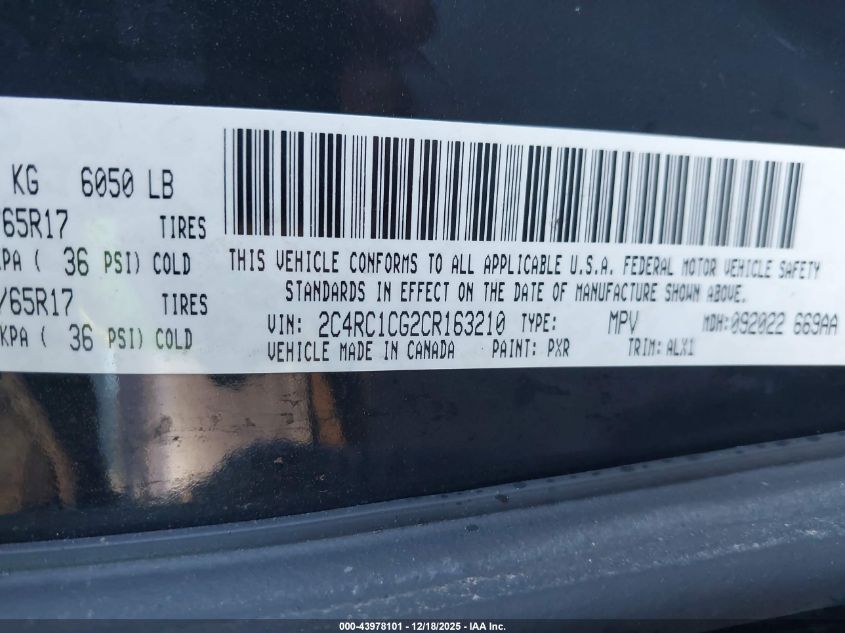 KG 6050 LB
65R17 TIRES
KPA ( 36 PSI) COLD
/65R17 TIRES
KPA ( 36 PSI) COLD
THIS VEHICLE CONFORMS TO ALL APPLICABLE U.S.A. FEDERAL MOTOR VEHICLE SAFETY
STANDARDS IN EFFECT ON THE DATE OF MANUFACTURE SHOWN ABOVE.
VIN: 2C4RC1CG2CR163210 TYPE: MPV MDH:092022 669AA
VEHICLE MADE IN CANADA PAINT: PXR TRIM: ALX1
000-43978101 - 12/18/2025 - IAA Inc.